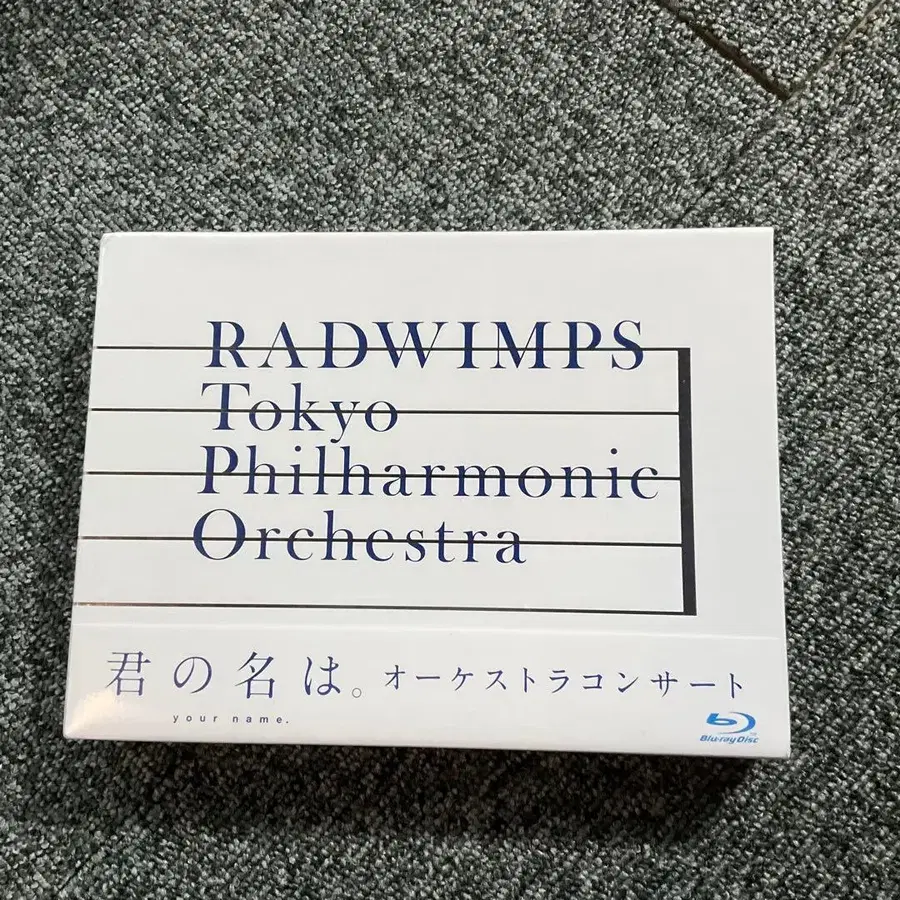 RADWIMPS
Tokyo
Philharmonic
Orchestra
君の名は。オーケストラコンサート
your name.
Blu-ray Disc